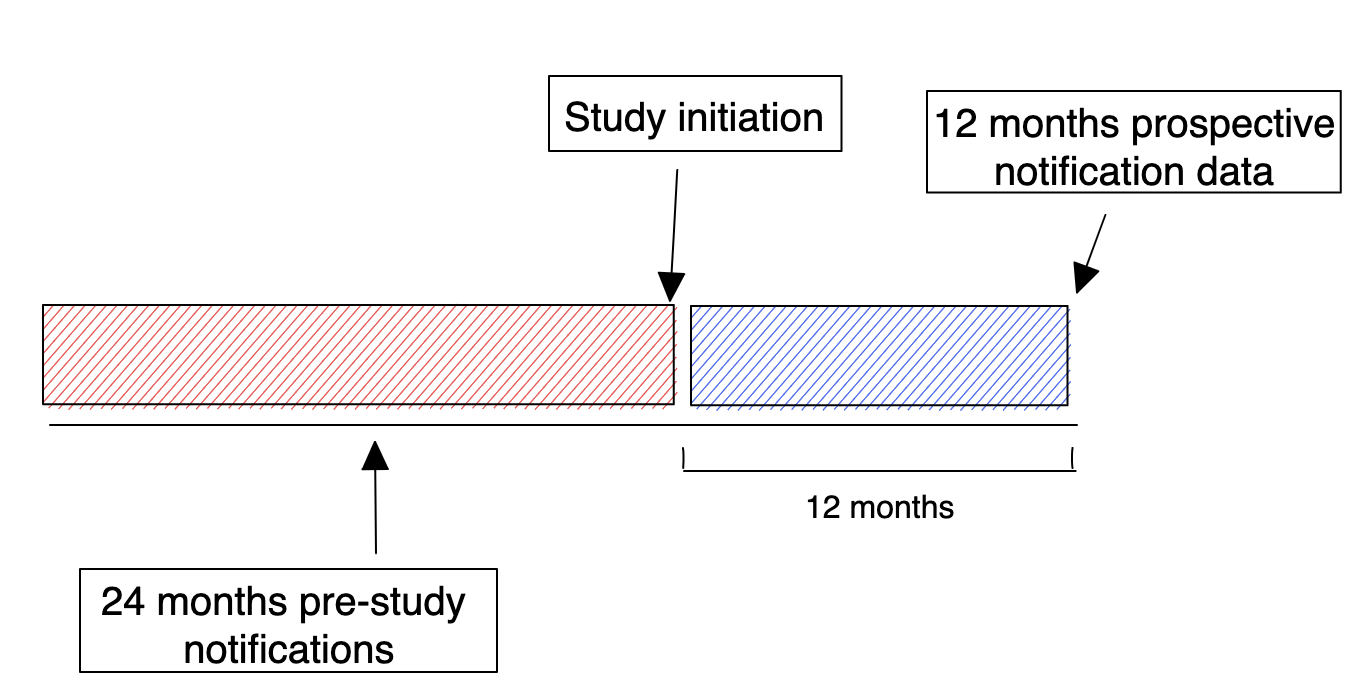 Study initiation
12 months prospective
notification data
12 months
24 months pre-study
notifications